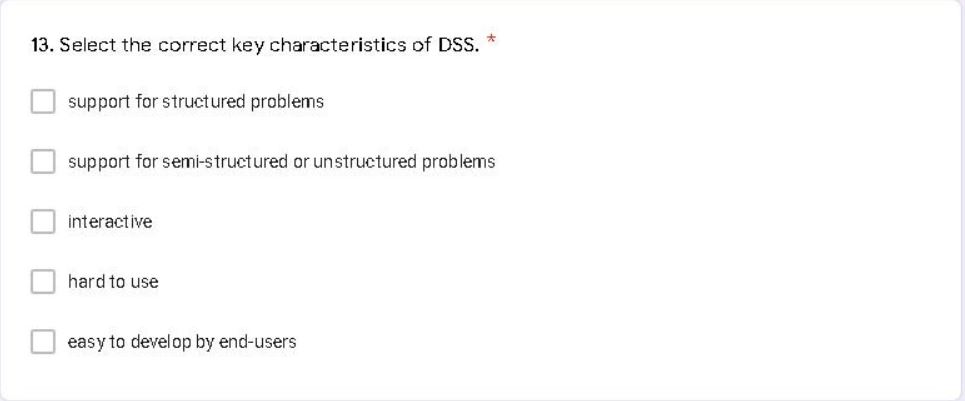 13. Select the correct key characteristics of DSS. *
support for structured problems
support for semi-structured or unstructured problems
interactive
hard to use
easy to develop by end-users